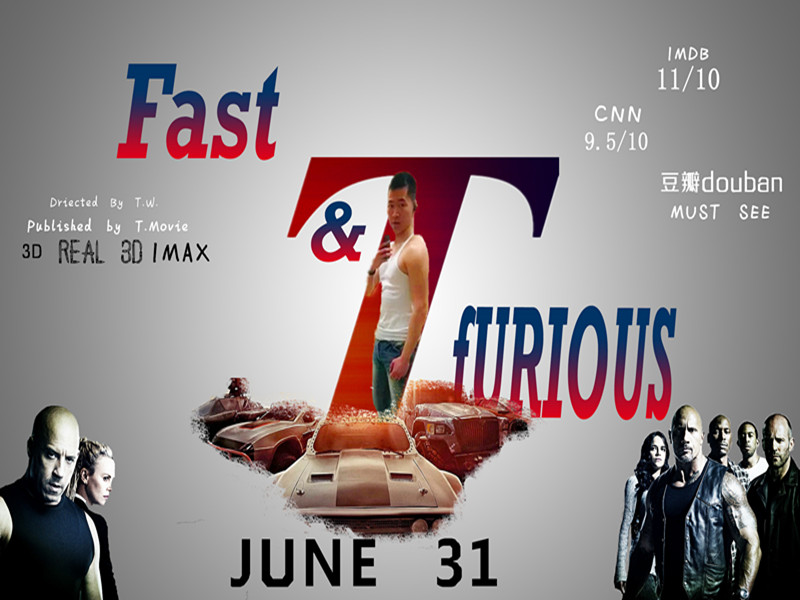 Fast
IMDB
11/10
CNN
9.5/10
豆瓣douban
MUST SEE
T
&
Driected By T.W.
Published by T.Movie
3D REAL 3D IMAX
fURIOUS
JUNE 31